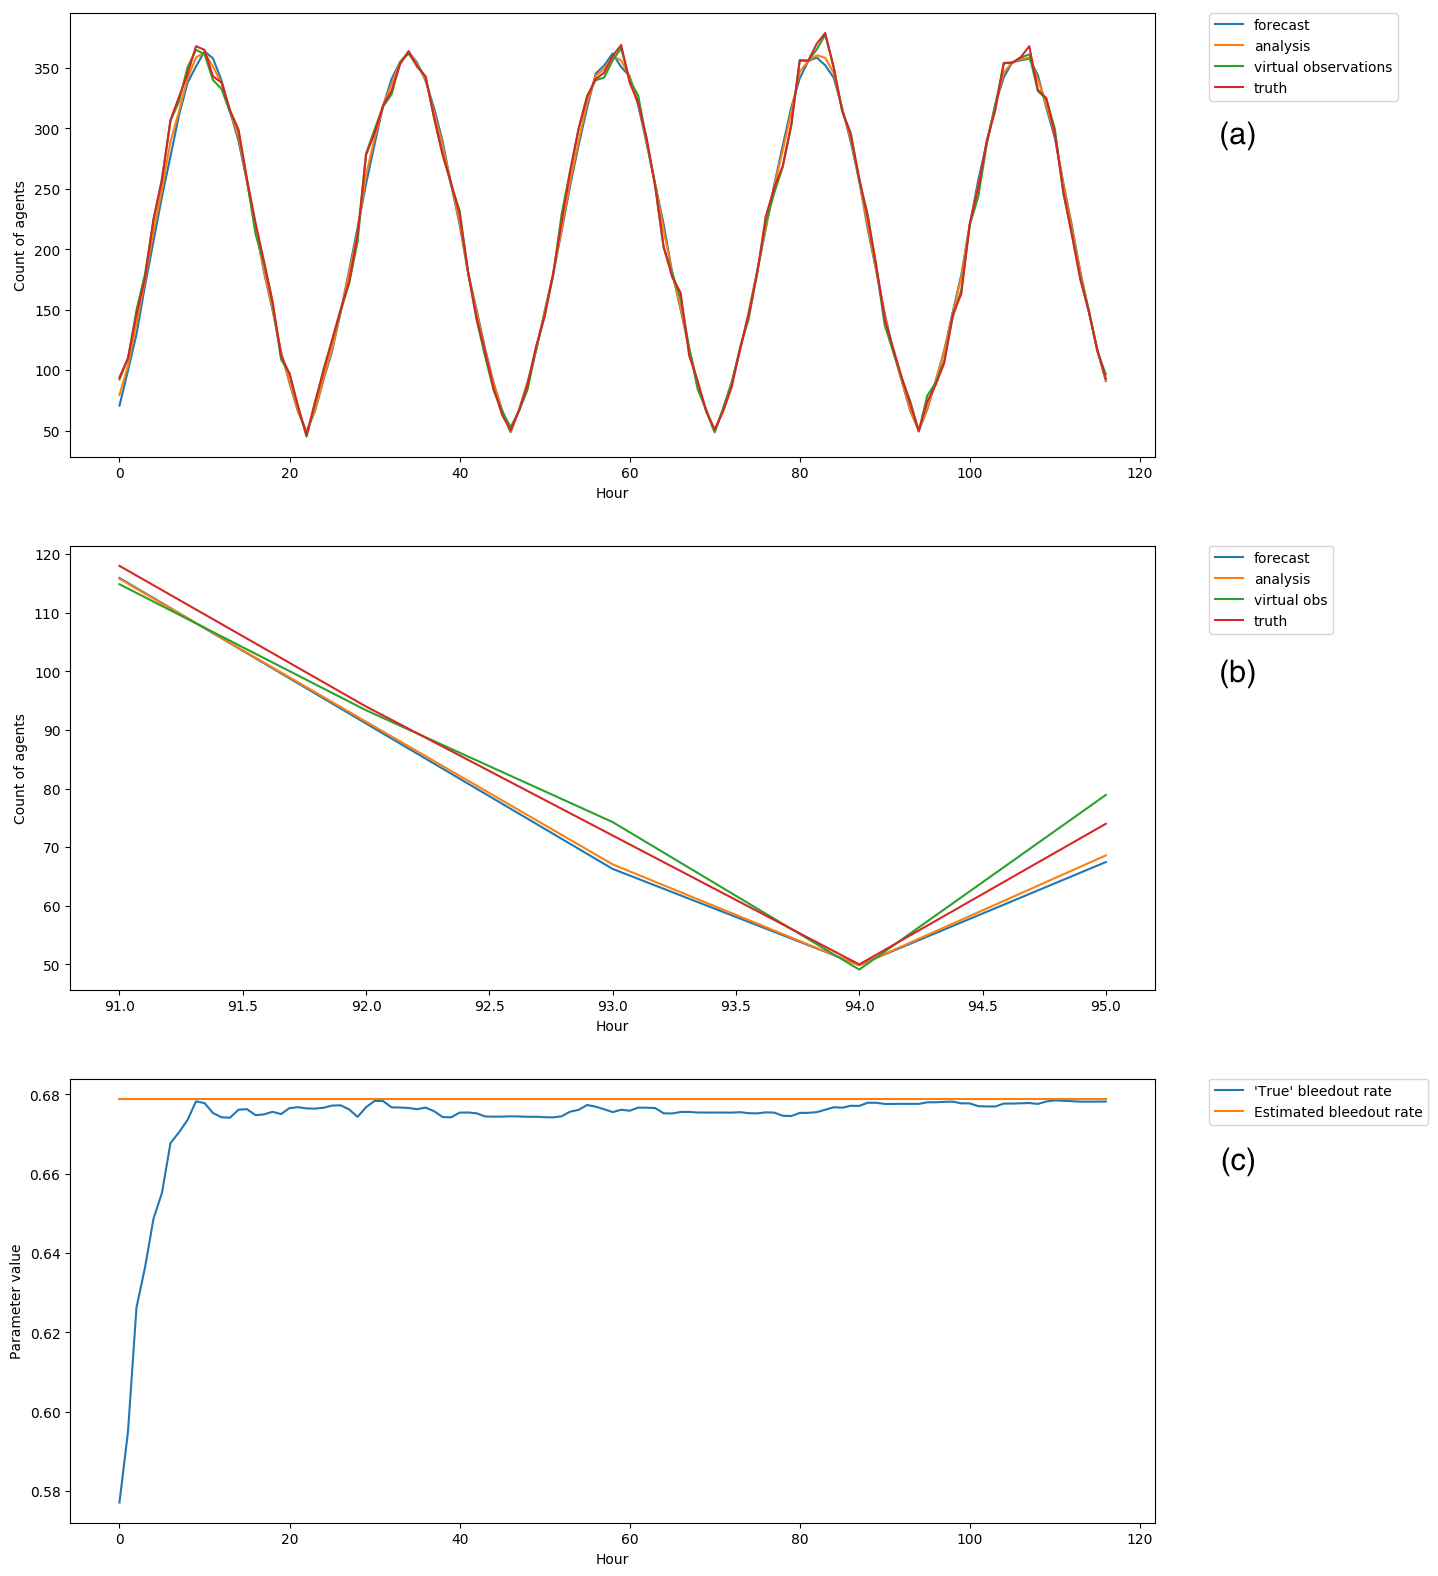 forecast
analysis
virtual observations
truth
(a)
Count of agents
350
300
250
200
150
100
50
0 20 40 60 80 100 120
Hour
forecast
analysis
virtual obs
truth
(b)
Count of agents
120
110
100
90
80
70
60
50
91.0 91.5 92.0 92.5 93.0 93.5 94.0 94.5 95.0
Hour
'True' bleedout rate
Estimated bleedout rate
(c)
Parameter value
0.68
0.66
0.64
0.62
0.60
0.58
0 20 40 60 80 100 120
Hour